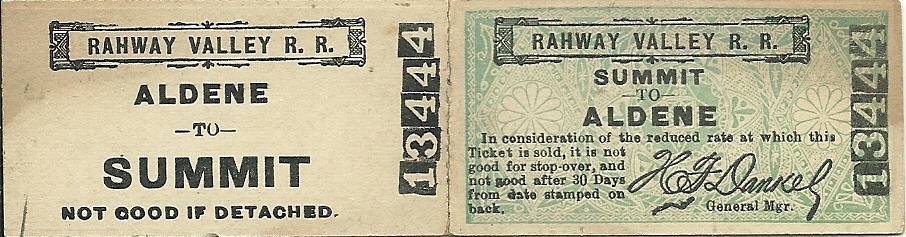 RAHWAY VALLEY R. R.
ALDENE
—TO—
SUMMIT
NOT GOOD IF DETACHED.
13444
RAHWAY VALLEY R. R.
SUMMIT
—TO—
ALDENE
In consideration of the reduced rate at which this
Ticket is sold, it is not
good for stop-over, and
not good after 30 Days
from date stamped on
back.
General Mgr.
13444